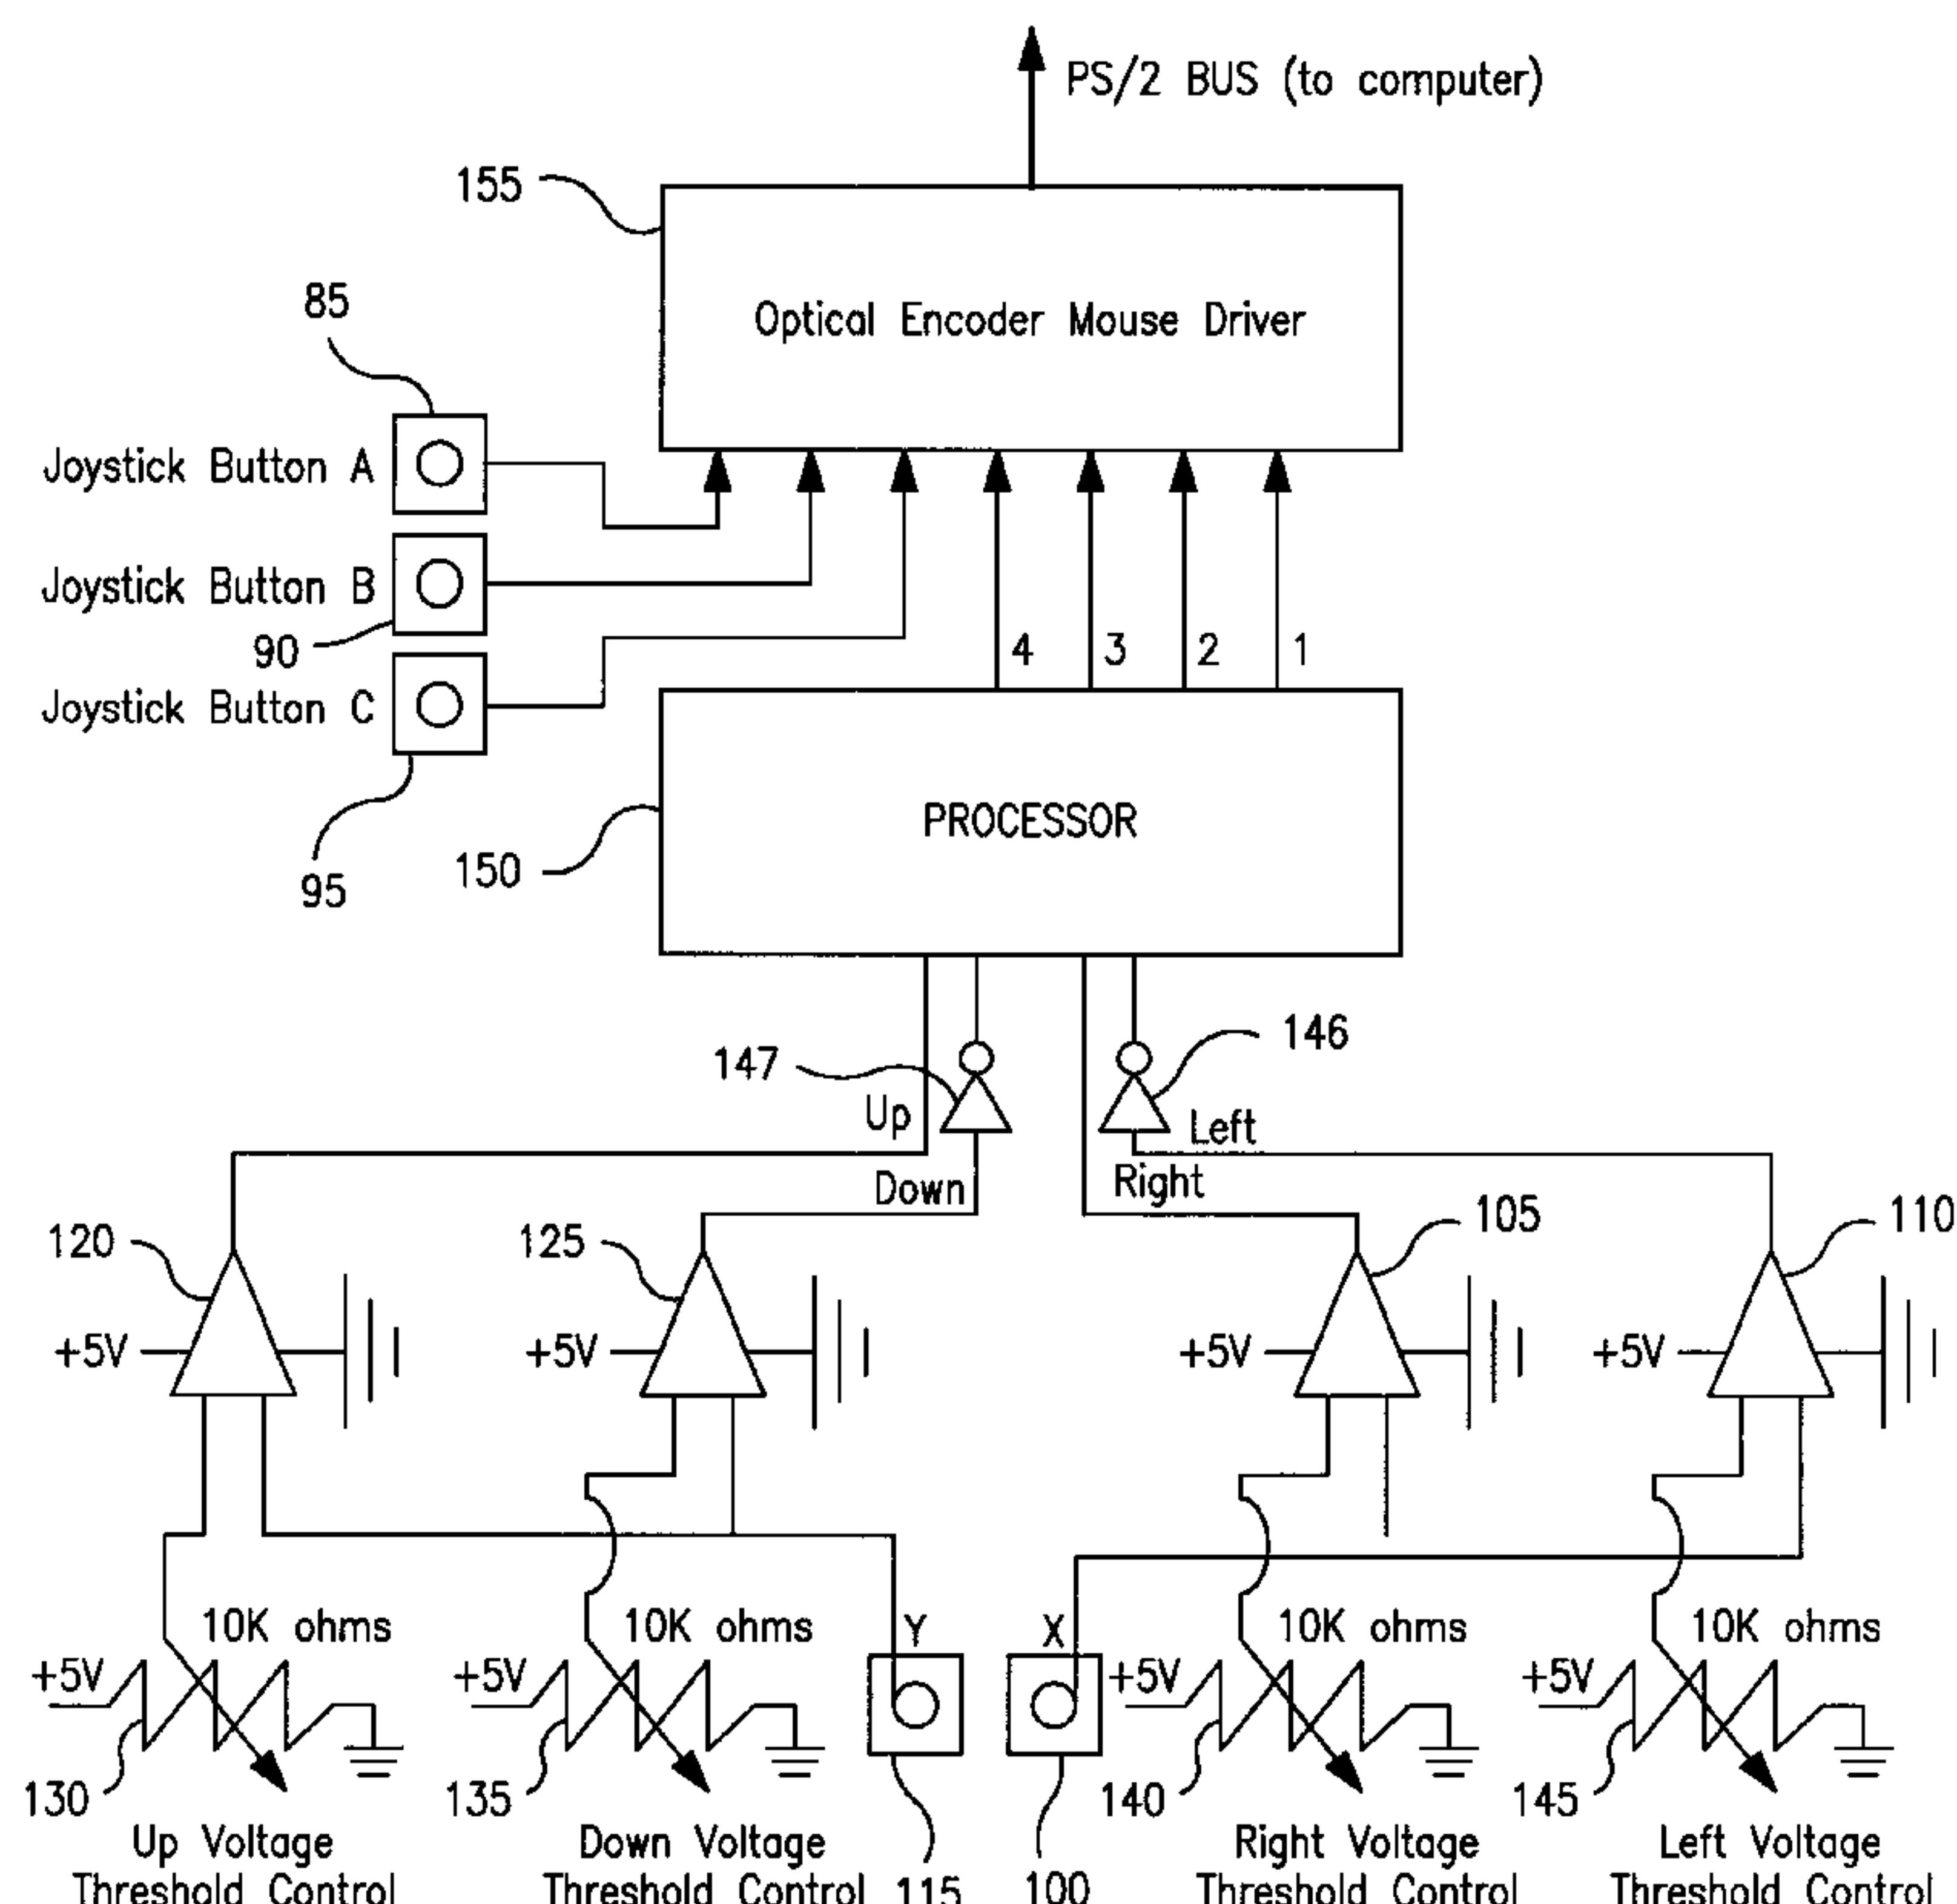 PS/2 BUS (to computer)
155
Optical Encoder Mouse Driver
85
Joystick Button A
Joystick Button B
90
Joystick Button C
95
4 3 2 1
150
PROCESSOR
147
146
Up
Left
Down
Right
120
125
105
110
+5V +5V +5V +5V
10K ohms 10K ohms Y X 10K ohms 10K ohms
+5V +5V +5V +5V
130 135 140 145
Up Voltage Down Voltage Right Voltage Left Voltage
Threshold Control Threshold Control 115 100 Threshold Control Threshold Control